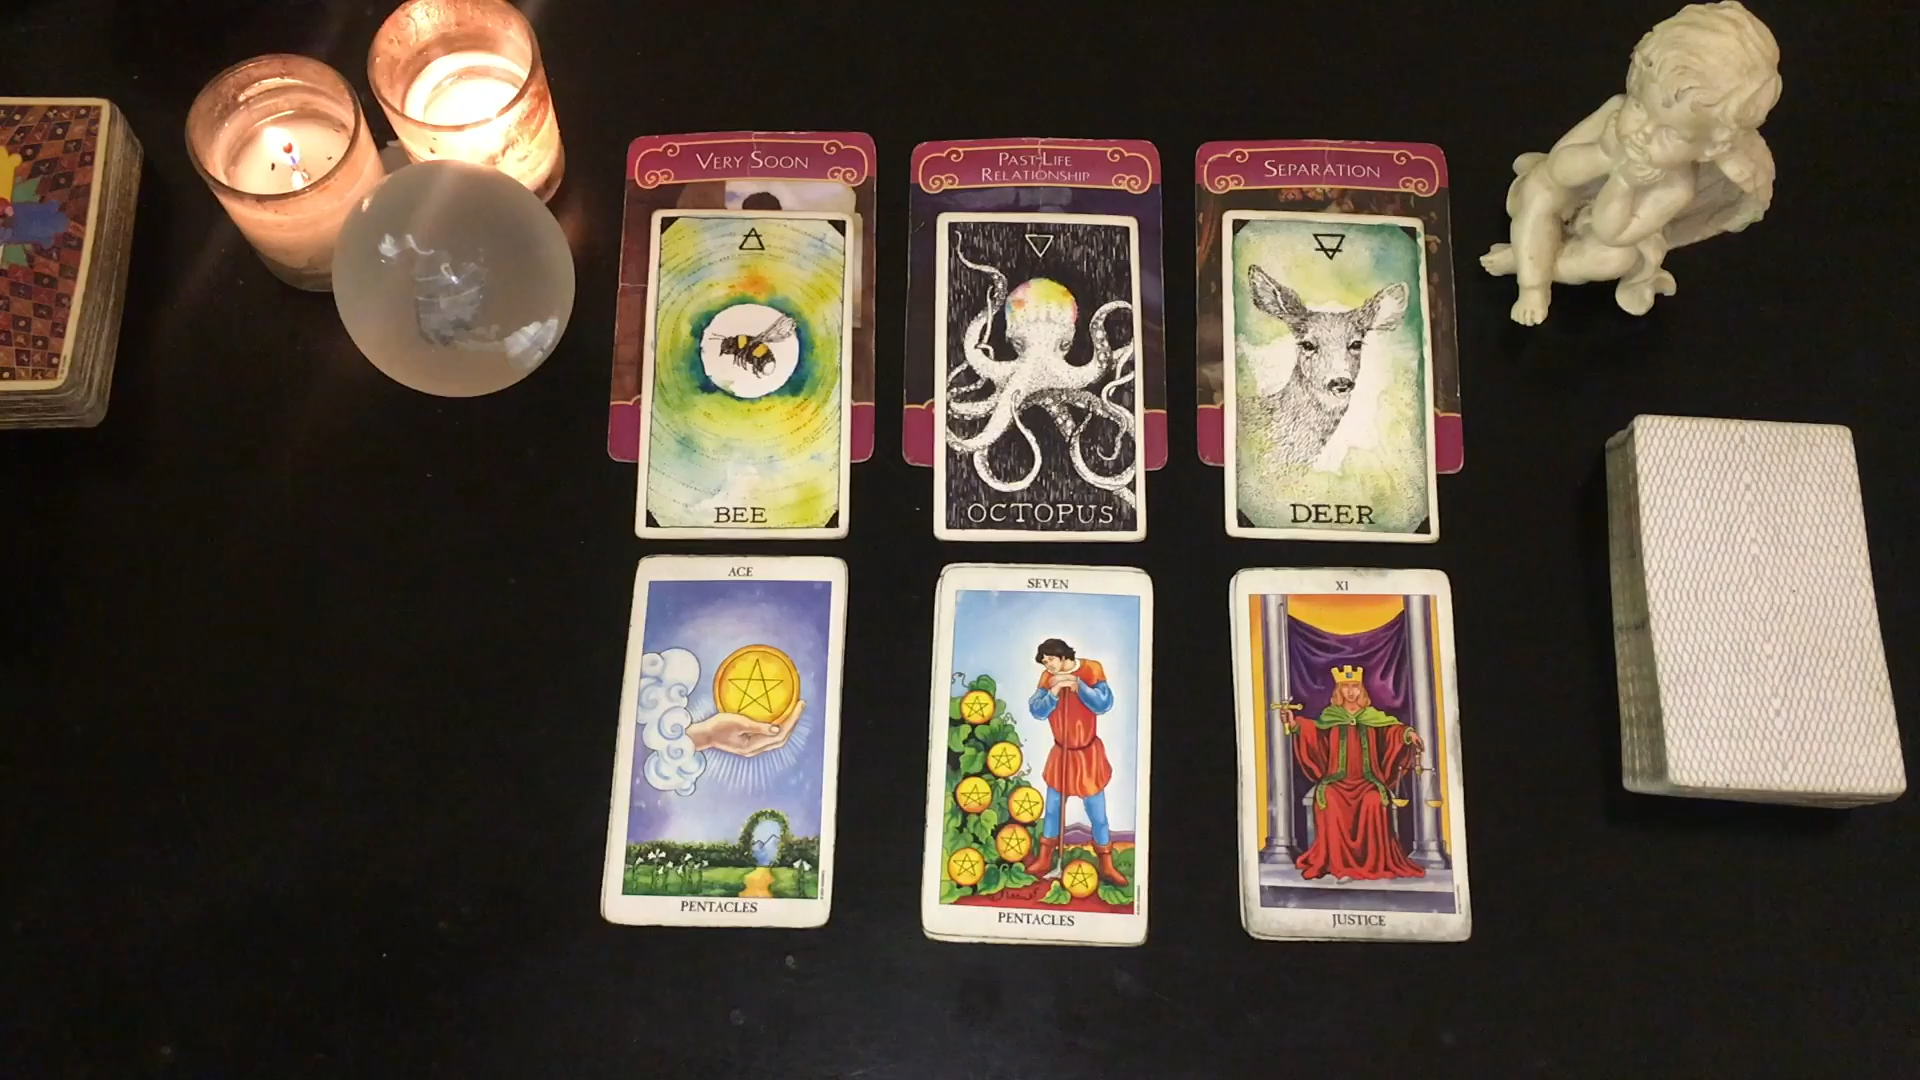 VERY SOON
PAST-LIFE
RELATIONSHIP
SEPARATION
BEE
OCTOPUS
DEER
ACE
PENTACLES
SEVEN
PENTACLES
XI
JUSTICE